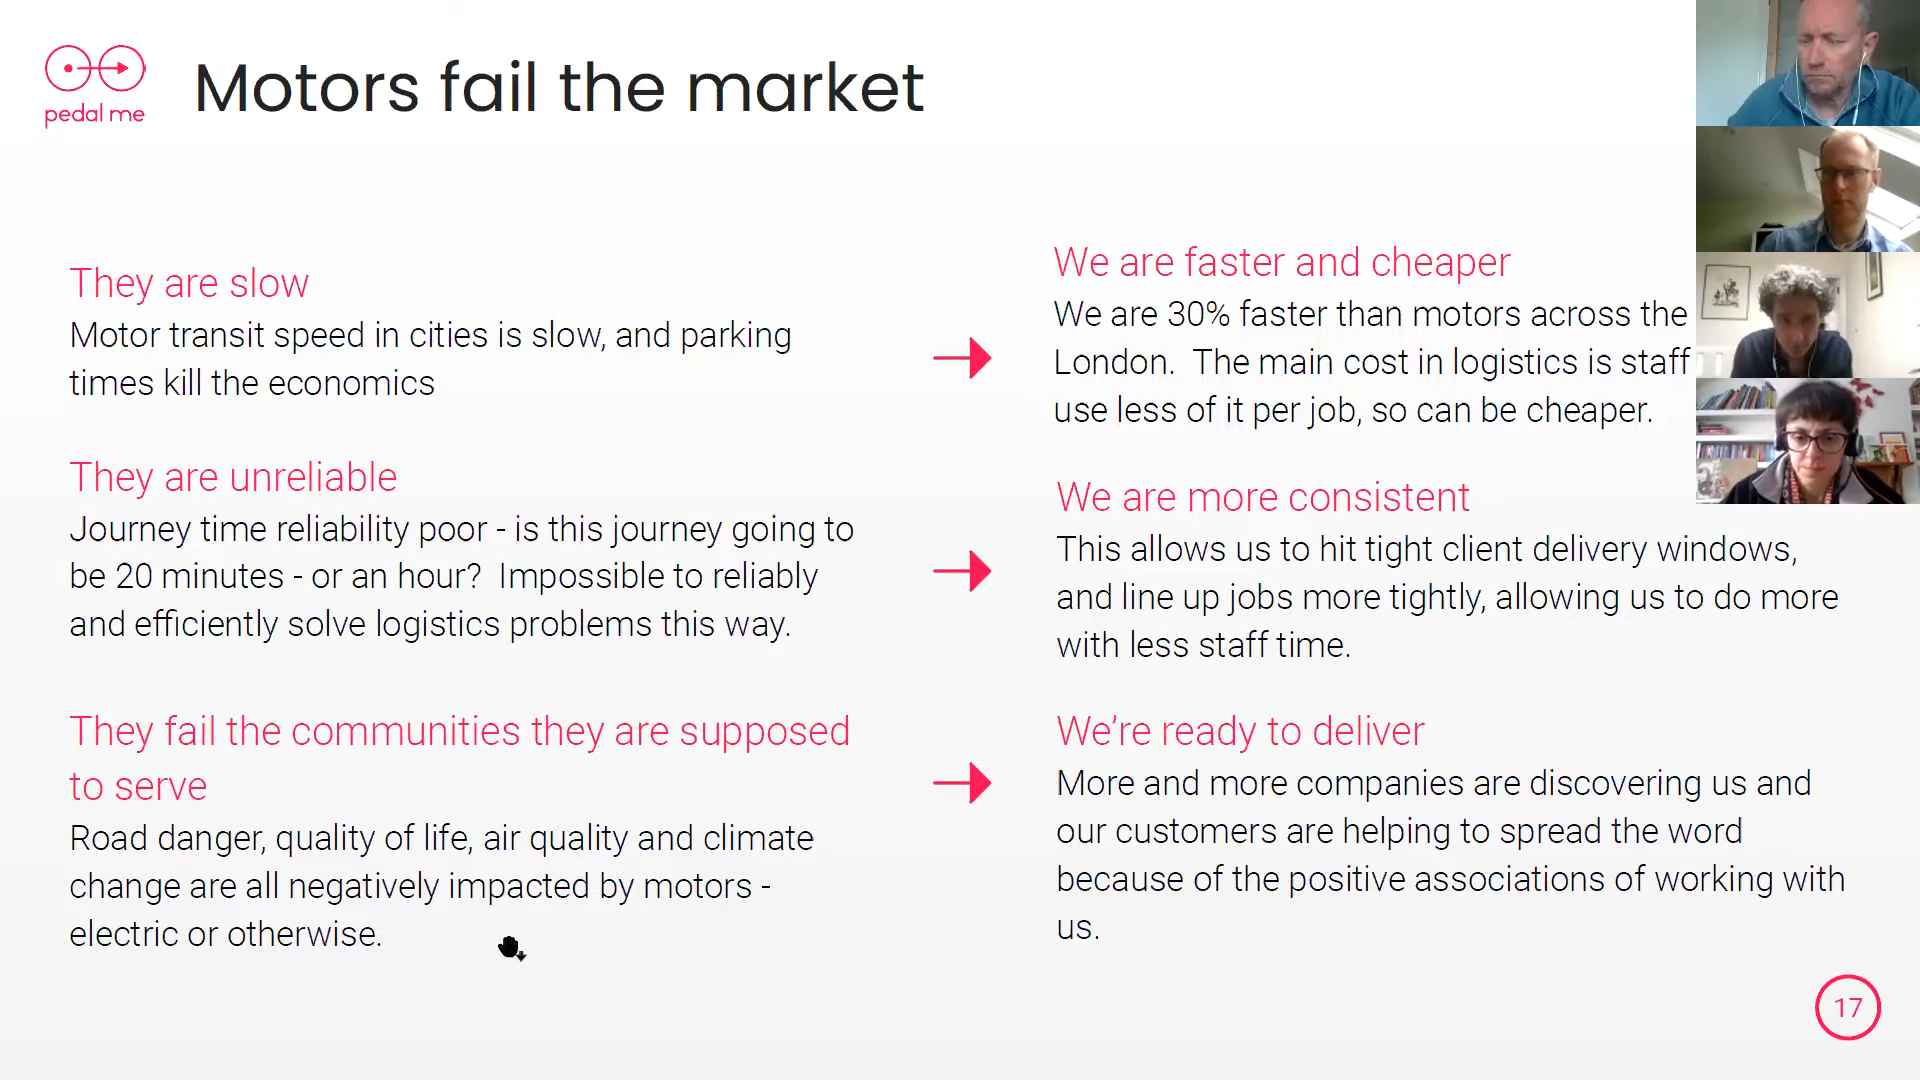 pedal me
Motors fail the market
They are slow
Motor transit speed in cities is slow, and parking
times kill the economics
We are faster and cheaper
We are 30% faster than motors across the
London. The main cost in logistics is staff
use less of it per job, so can be cheaper.
They are unreliable
Journey time reliability poor - is this journey going to
be 20 minutes - or an hour? Impossible to reliably
and efficiently solve logistics problems this way.
We are more consistent
This allows us to hit tight client delivery windows,
and line up jobs more tightly, allowing us to do more
with less staff time.
They fail the communities they are supposed
to serve
Road danger, quality of life, air quality and climate
change are all negatively impacted by motors -
electric or otherwise.
We’re ready to deliver
More and more companies are discovering us and
our customers are helping to spread the word
because of the positive associations of working with
us.
17